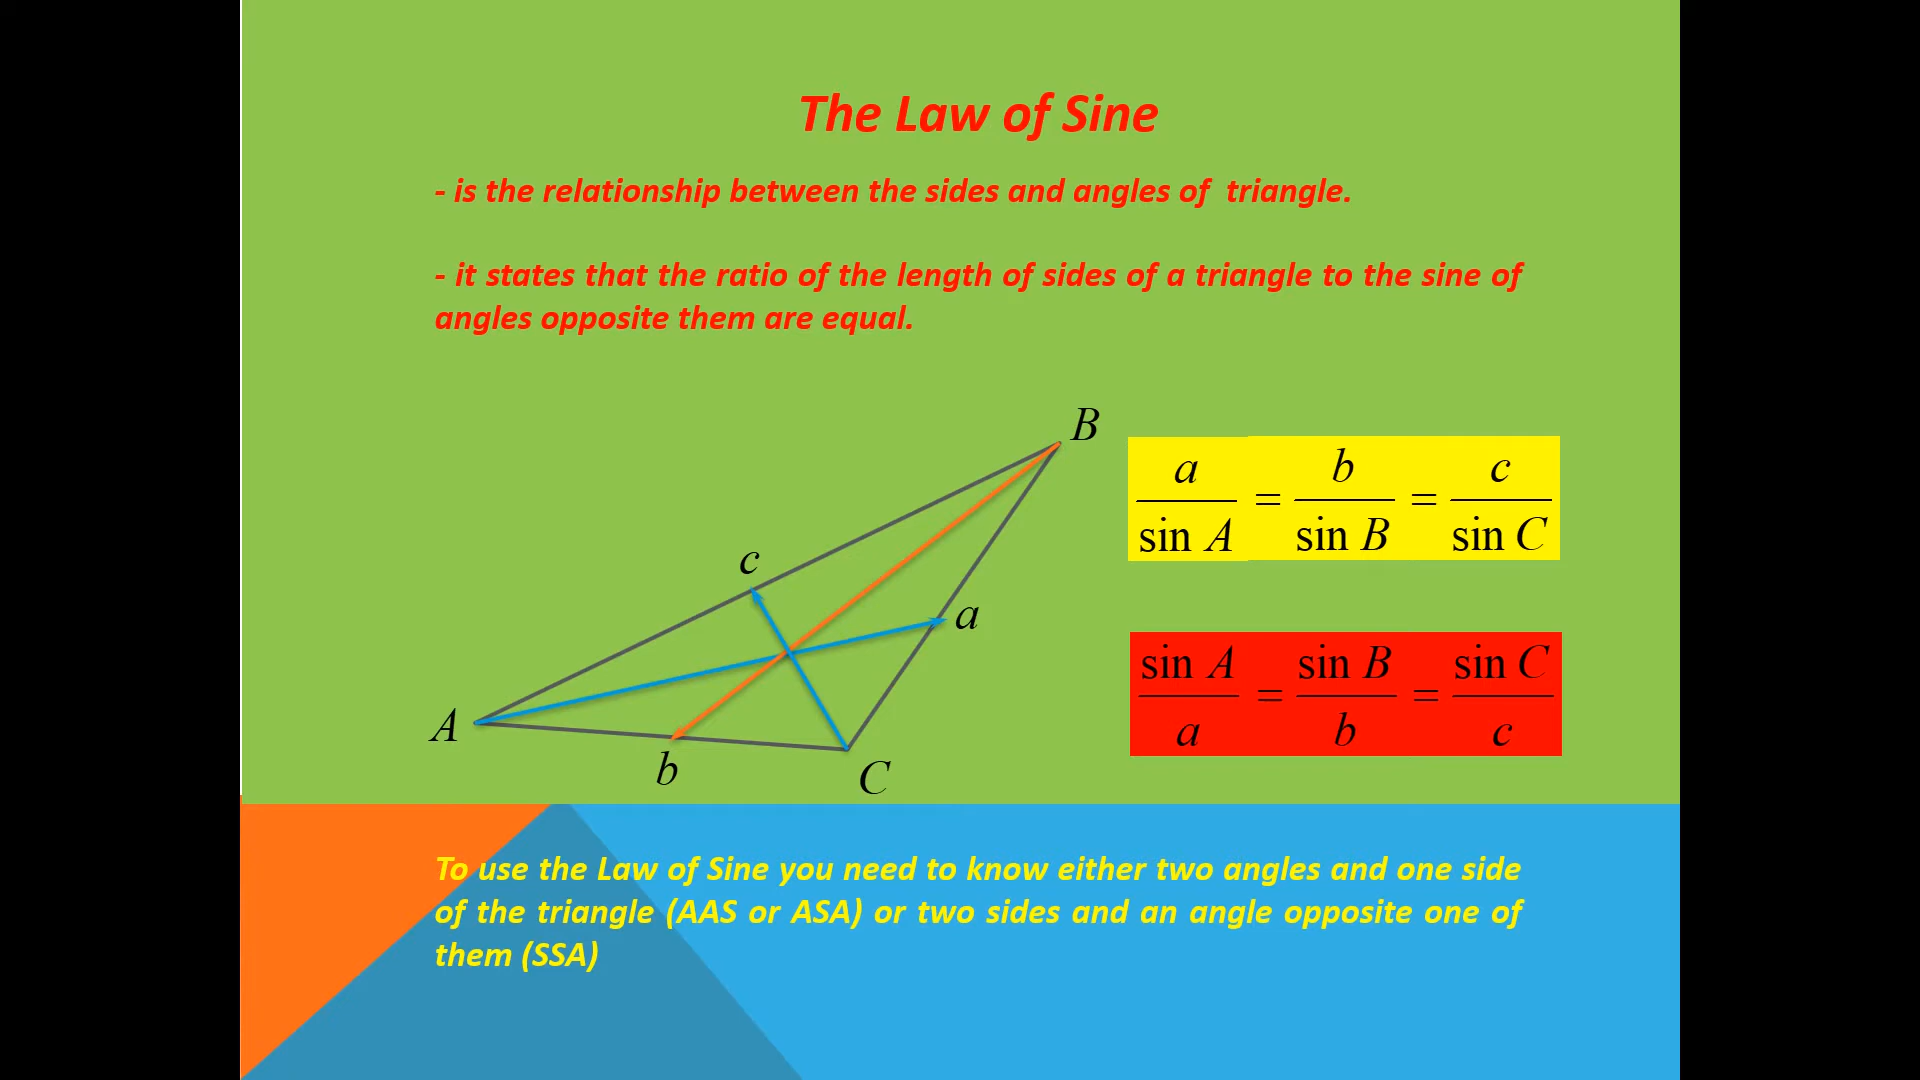 The Law of Sine
- is the relationship between the sides and angles of triangle.
- it states that the ratio of the length of sides of a triangle to the sine of
angles opposite them are equal.
B
a/sin A = b/sin B = c/sin C
c
a
sin A/a = sin B/b = sin C/c
A
b
C
To use the Law of Sine you need to know either two angles and one side
of the triangle (AAS or ASA) or two sides and an angle opposite one of
them (SSA)